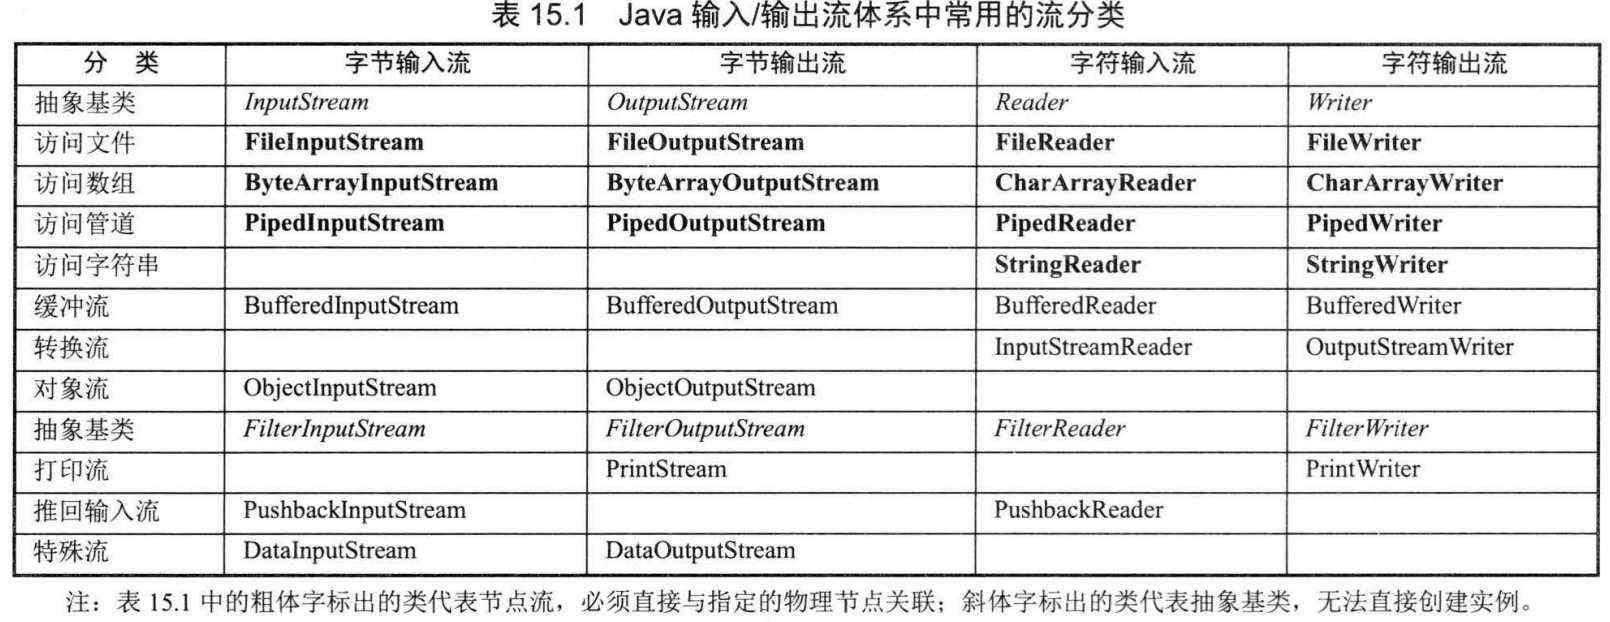 表 15.1 Java 输入/输出流体系中常用的流分类
分 类 字节输入流 字节输出流 字符输入流 字符输出流
抽象基类 InputStream OutputStream Reader Writer
访问文件 FileInputStream FileOutputStream FileReader FileWriter
访问数组 ByteArrayInputStream ByteArrayOutputStream CharArrayReader CharArrayWriter
访问管道 PipedInputStream PipedOutputStream PipedReader PipedWriter
访问字符串 StringReader StringWriter
缓冲流 BufferedInputStream BufferedOutputStream BufferedReader BufferedWriter
转换流 InputStreamReader OutputStreamWriter
对象流 ObjectInputStream ObjectOutputStream
抽象基类 FilterInputStream FilterOutputStream FilterReader FilterWriter
打印流 PrintStream PrintWriter
推回输入流 PushbackInputStream PushbackReader
特殊流 DataInputStream DataOutputStream
注：表 15.1 中的粗体字标出的类代表节点流，必须直接与指定的物理节点关联；斜体字标出的类代表抽象基类，无法直接创建实例。